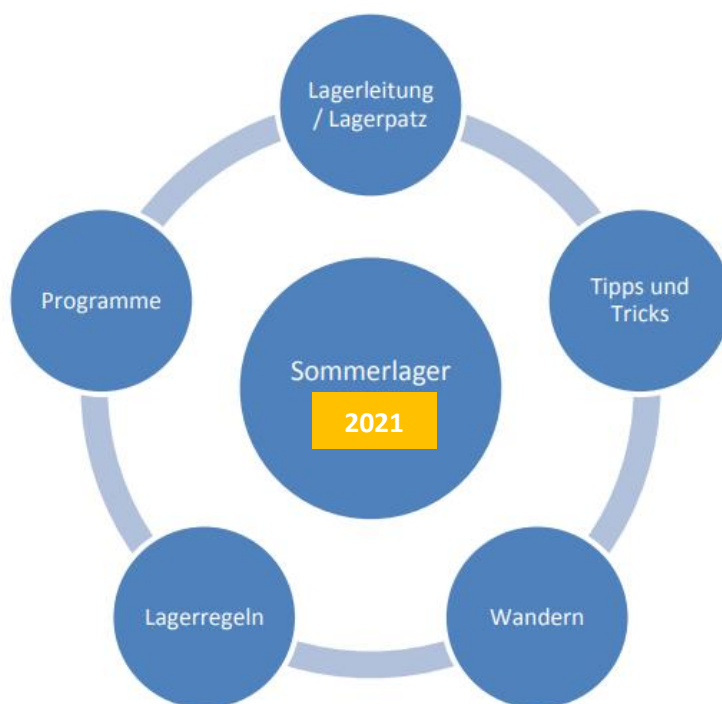 Lagerleitung
/ Lagerpatz
Programme
Tipps und
Tricks
Sommerlager
2021
Lagerregeln
Wandern